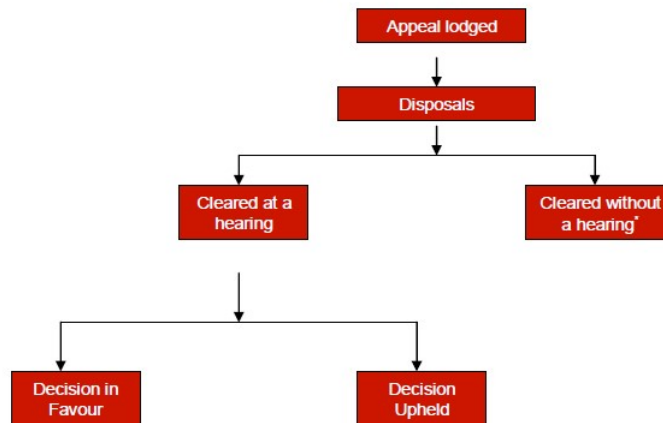 Appeal lodged
Disposals
Cleared at a
hearing
Cleared without
a hearing*
Decision in
Favour
Decision
Upheld